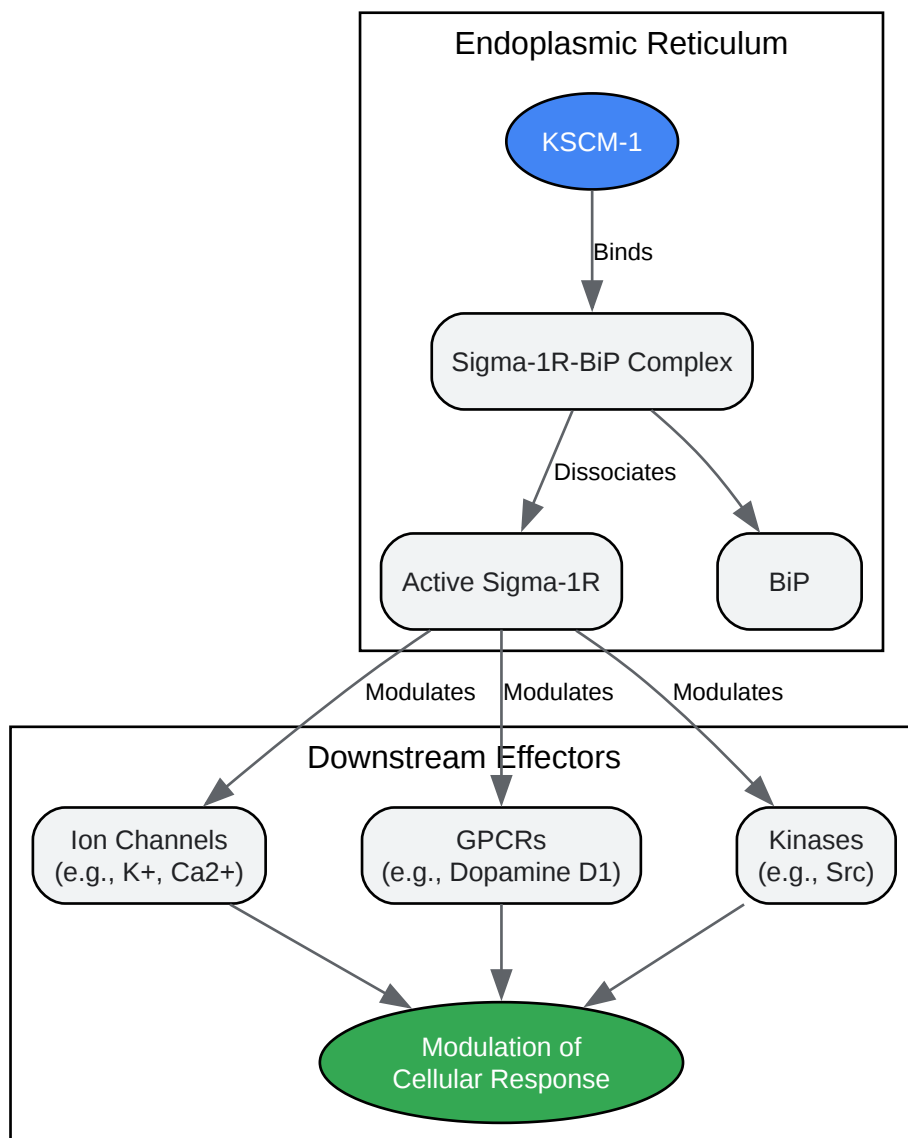 Endoplasmic Reticulum
KSCM-1
Binds
Sigma-1R-BiP Complex
Dissociates
Active Sigma-1R
BiP
Modulates
Modulates
Modulates
Downstream Effectors
Ion Channels
(e.g., K+, Ca2+)
GPCRs
(e.g., Dopamine D1)
Kinases
(e.g., Src)
Modulation of
Cellular Response